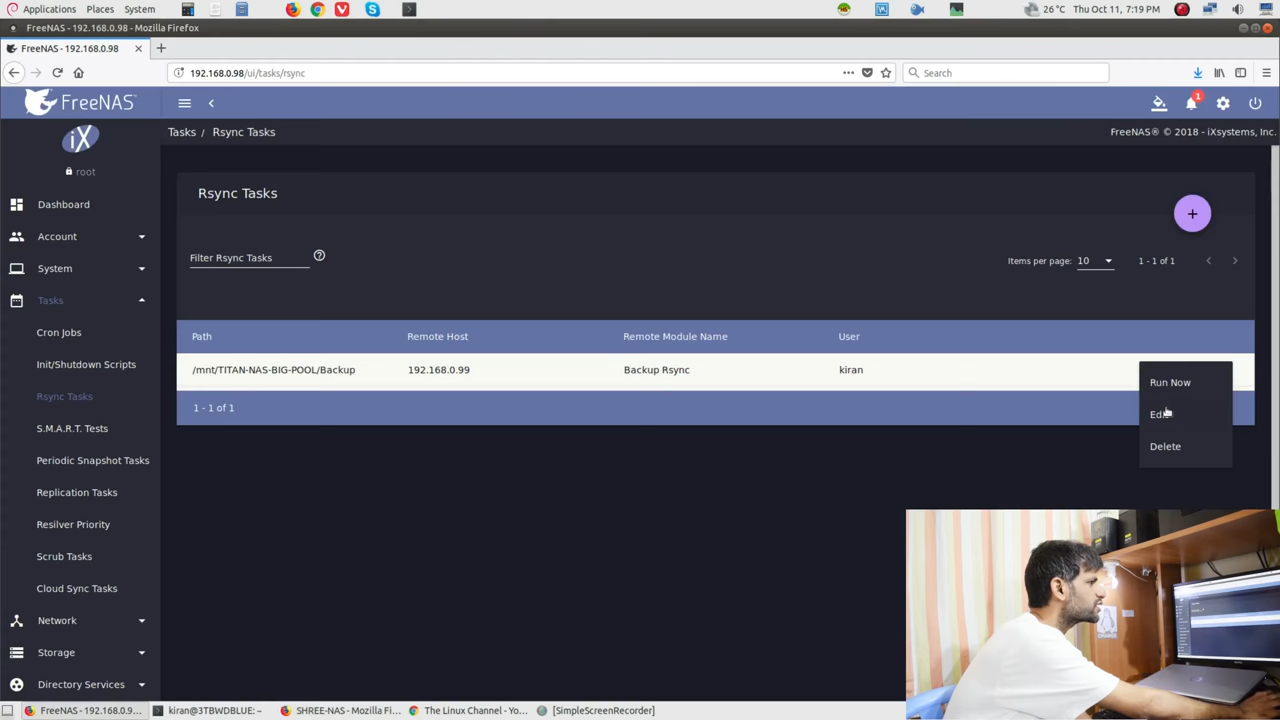 Applications Places System
26 °C Thu Oct 11, 7:19 PM
FreeNAS - 192.168.0.98 - Mozilla Firefox
FreeNAS - 192.168.0.98
192.168.0.98/ui/tasks/rsync
Search
FreeNAS
1
iX
root
Tasks / Rsync Tasks
FreeNAS® © 2018 - iXsystems, Inc.
Dashboard
Account
System
Tasks
Cron Jobs
Init/Shutdown Scripts
Rsync Tasks
S.M.A.R.T. Tests
Periodic Snapshot Tasks
Replication Tasks
Resilver Priority
Scrub Tasks
Cloud Sync Tasks
Network
Storage
Directory Services
Rsync Tasks
+
Filter Rsync Tasks
Items per page: 10
1 - 1 of 1
Path Remote Host Remote Module Name User
/mnt/TITAN-NAS-BIG-POOL/Backup 192.168.0.99 Backup Rsync kiran
1 - 1 of 1
Run Now
Edit
Delete
FreeNAS - 192.168.0.9...
kiran@3TBWDBLUE: ~
SHREE-NAS - Mozilla Fi...
The Linux Channel - Yo...
[SimpleScreenRecorder]